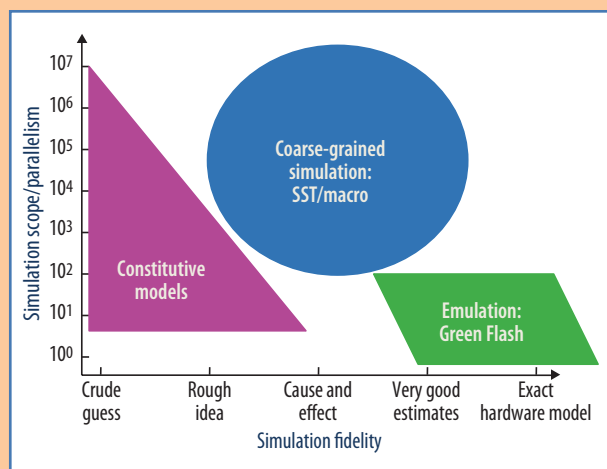 Simulation scope/parallelism
107
106
105
104
103
102
101
100
Coarse-grained
simulation:
SST/macro
Constitutive
models
Emulation:
Green Flash
Crude
guess
Rough
idea
Cause and
effect
Very good
estimates
Exact
hardware model
Simulation fidelity